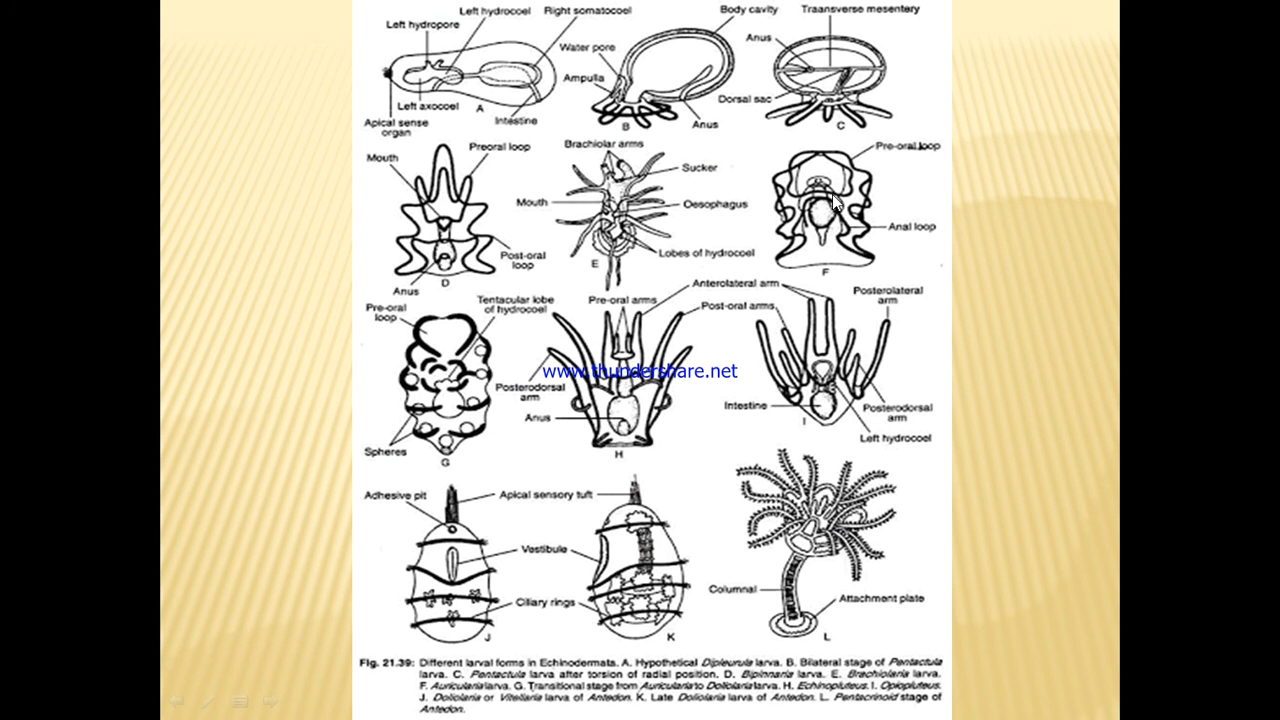 Left hydropore
Left hydrocoel
Right somatocoel
Left axocoel
A
Apical sense
organ
Intestine
Body cavity
Water pore
Ampulla
B
Anus
Traansverse mesentery
Anus
Dorsal sac
C
Mouth
Preoral loop
Post-oral
loop
Anus
D
Brachiolar arms
Sucker
Mouth
Oesophagus
Lobes of hydrocoel
E
Pre-oral loop
Anal loop
F
Pre-oral
loop
Tentacular lobe
of hydrocoel
Spheres
G
Pre-oral arms
Anterolateral arm
Post-oral arms
Posterodorsal
arm
Anus
H
Posterolateral
arm
Intestine
I
Posterodorsal
arm
Left hydrocoel
www.thundershare.net
Adhesive pit
Apical sensory tuft
Vestibule
Ciliary rings
J
K
Columnal
Attachment plate
L
Fig. 21.39: Different larval forms in Echinodermata. A. Hypothetical Dipleurula larva. B. Bilateral stage of Pentactula
larva. C. Pentactula larva after torsion of radial position. D. Bipinnaria larva. E. Brachiolaria larva.
F. Auricularia larva. G. Transitional stage from Auricularia to Doliolaria larva. H. Echinopluteus. I. Opiopluteus.
J. Doliolaria or Vitellaria larva of Antedon. K. Late Doliolaria larva of Antedon. L. Pentacrinoid stage of
Antedon.